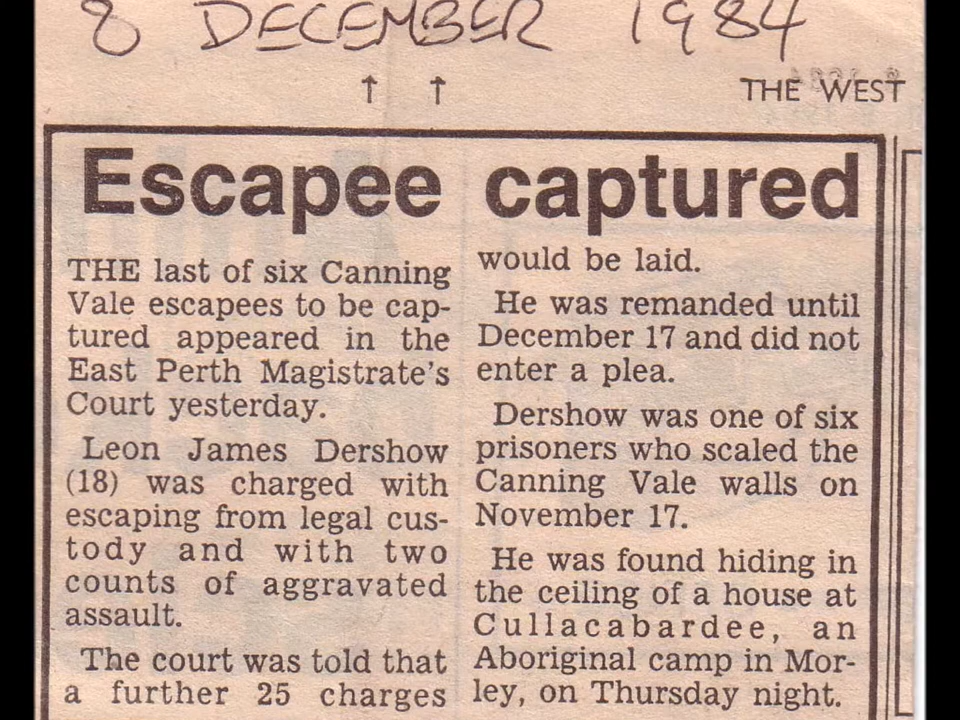 8 DECEMBER 1984
↑ ↑
THE WEST
Escapee captured
THE last of six Canning
Vale escapees to be cap-
tured appeared in the
East Perth Magistrate's
Court yesterday.
Leon James Dershow
(18) was charged with
escaping from legal cus-
tody and with two
counts of aggravated
assault.
The court was told that
a further 25 charges
would be laid.
He was remanded until
December 17 and did not
enter a plea.
Dershow was one of six
prisoners who scaled the
Canning Vale walls on
November 17.
He was found hiding in
the ceiling of a house at
Cullacabardee, an
Aboriginal camp in Mor-
ley, on Thursday night.